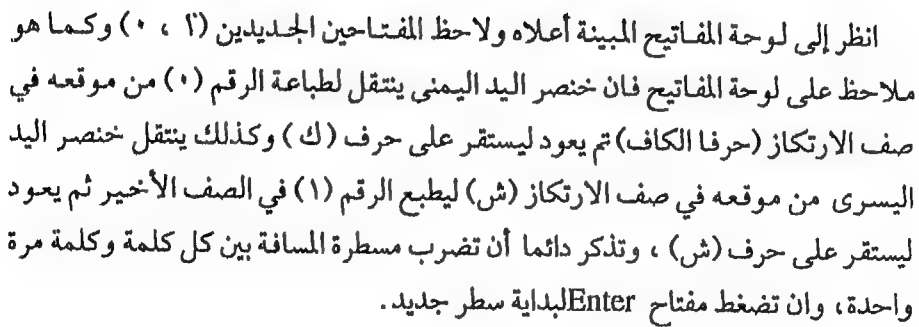 انظر إلى لوحة المفاتيح المبينة أعلاه ولاحظ المفتاحين الجديدين (آ ، ٠) وكما هو
ملاحظ على لوحة المفاتيح فان خنصر اليد اليمنى ينتقل لطباعة الرقم (٠) من موقعه في
صف الارتكاز (حرفا الكاف) تم يعود ليستقر على حرف (ك) وكذلك ينتقل خنصر اليد
اليسرى من موقعه في صف الارتكاز (ش) ليطبع الرقم (١) في الصف الأخير ثم يعود
ليستقر على حرف (ش) ، وتذكر دائما أن تضرب مسطرة المسافة بين كل كلمة وكلمة مرة
واحدة، وان تضغط مفتاح Enter لبداية سطر جديد.